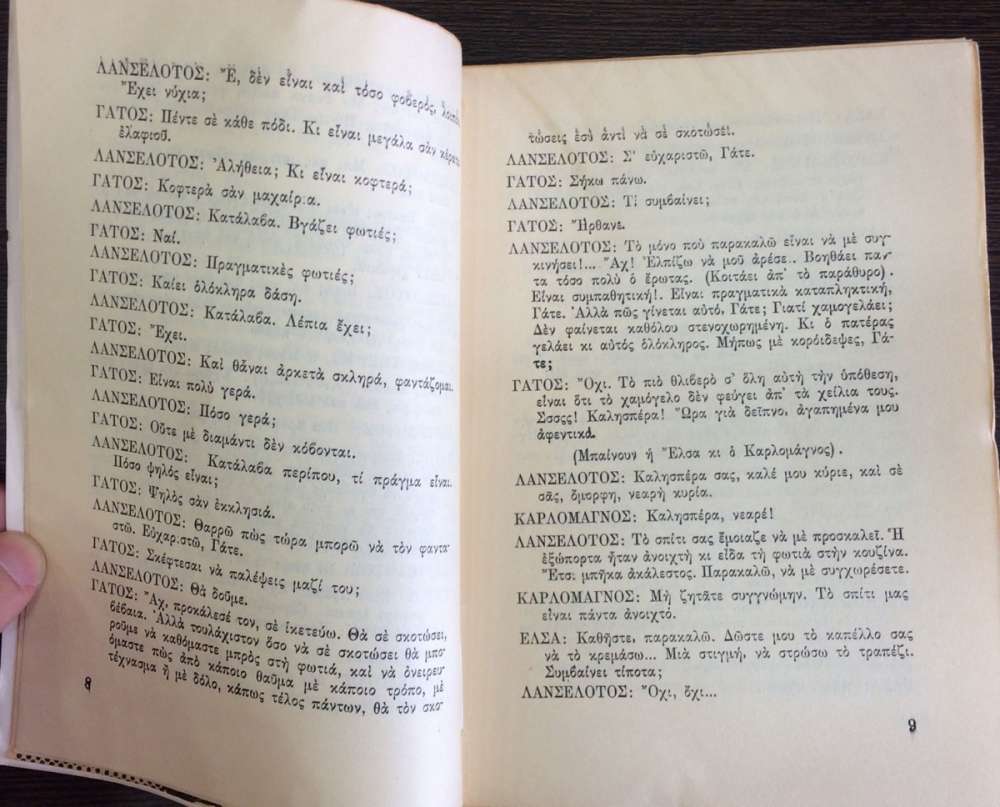 ΛΑΝΣΕΛΟΤΟΣ: Ἔ, δὲν εἶναι καὶ τόσο φοβερός, λοιπόν.
Ἔχει νύχια;
ΓΑΤΟΣ: Πέντε σὲ κάθε πόδι. Κι εἶναι μεγάλα σὰν κέρατα
ἐλαφιοῦ.
ΛΑΝΣΕΛΟΤΟΣ: Ἀλήθεια; Κι εἶναι κοφτερά;
ΓΑΤΟΣ: Κοφτερὰ σὰν μαχαίρια.
ΛΑΝΣΕΛΟΤΟΣ: Κατάλαβα. Βγάζει φωτιές;
ΓΑΤΟΣ: Ναί.
ΛΑΝΣΕΛΟΤΟΣ: Πραγματικὲς φωτιές;
ΓΑΤΟΣ: Καίει ὁλόκληρα δάση.
ΛΑΝΣΕΛΟΤΟΣ: Κατάλαβα. Λέπια ἔχει;
ΓΑΤΟΣ: Ἔχει.
ΛΑΝΣΕΛΟΤΟΣ: Καὶ θἆναι ἀρκετὰ σκληρά, φαντάζομαι.
ΓΑΤΟΣ: Εἶναι πολὺ γερά.
ΛΑΝΣΕΛΟΤΟΣ: Πόσο γερά;
ΓΑΤΟΣ: Οὔτε μὲ διαμάντι δὲν κόβονται.
ΛΑΝΣΕΛΟΤΟΣ: Κατάλαβα περίπου, τί πράγμα εἶναι.
Πόσο ψηλός εἶναι;
ΓΑΤΟΣ: Ψηλὸς σὰν ἐκκλησιά.
ΛΑΝΣΕΛΟΤΟΣ: Θαρρῶ πὼς τώρα μπορῶ νὰ τὸν φαντα-
στῶ. Εὐχαριστῶ, Γάτε.
ΓΑΤΟΣ: Σκέφτεσαι νὰ παλέψεις μαζί του;
ΛΑΝΣΕΛΟΤΟΣ: Θὰ δοῦμε.
ΓΑΤΟΣ: Ἄχ, προκάλεσέ τον, σὲ ἱκετεύω. Θὰ σὲ σκοτώσει,
βέβαια. Ἀλλὰ τουλάχιστον ὅσο νὰ σὲ σκοτώσει θὰ μπο-
ροῦμε νὰ καθόμαστε μπρὸς στὴ φωτιά, καὶ νὰ ὀνειρευ-
όμαστε πὼς ἀπὸ κάποιο θαῦμα μὲ κάποιο τρόπο, μὲ
τέχνασμα ἢ μὲ δόλο, κάπως τέλος πάντων, θὰ τὸν σκο-
8
τώσεις ἐσὺ ἀντὶ νὰ σὲ σκοτώσει.
ΛΑΝΣΕΛΟΤΟΣ: Σ' εὐχαριστῶ, Γάτε.
ΓΑΤΟΣ: Σήκω πάνω.
ΛΑΝΣΕΛΟΤΟΣ: Τί συμβαίνει;
ΓΑΤΟΣ: Ἤρθανε.
ΛΑΝΣΕΛΟΤΟΣ: Τὸ μόνο ποὺ παρακαλῶ εἶναι νὰ μὲ συγ-
κινήσει!... Ἄχ! Ἐλπίζω νὰ μοῦ ἀρέσε.. Βοηθάει παν-
τα τόσο πολὺ ὁ ἔρωτας. (Κοιτάει ἀπ' τὸ παράθυρο).
Εἶναι συμπαθητική!. Εἶναι πραγματικὰ καταπληκτική,
Γάτε. Ἀλλὰ πῶς γίνεται αὐτό, Γάτε; Γιατί χαμογελάει;
Δὲν φαίνεται καθόλου στενοχωρημένη. Κι ὁ πατέρας
γελάει κι αὐτὸς ὁλόκληρος. Μήπως μὲ κορόιδεψες, Γά-
τε;
ΓΑΤΟΣ: Ὄχι. Τὸ πιὸ θλιβερὸ σ' ὅλη αὐτὴ τὴν ὑπόθεση,
εἶναι ὅτι τὸ χαμόγελο δὲν φεύγει ἀπ' τὰ χείλια τους.
Σσσςς! Καλησπέρα! Ὥρα γιὰ δεῖπνο, ἀγαπημένα μου
ἀφεντικά.
(Μπαίνουν ἡ Ἔλσα κι ὁ Καρλομάγνος).
ΛΑΝΣΕΛΟΤΟΣ: Καλησπέρα σας, καλέ μου κύριε, καὶ σὲ
σᾶς, ὄμορφη, νεαρὴ κυρία.
ΚΑΡΛΟΜΑΓΝΟΣ: Καλησπέρα, νεαρέ!
ΛΑΝΣΕΛΟΤΟΣ: Τὸ σπίτι σας ἔμοιαζε νὰ μὲ προσκαλεῖ. Ἡ
ἐξώπορτα ἦταν ἀνοιχτὴ κι εἶδα τὴ φωτιὰ στὴν κουζίνα.
Ἔτσι μπῆκα ἀκάλεστος. Παρακαλῶ, νὰ μὲ συγχωρέσετε.
ΚΑΡΛΟΜΑΓΝΟΣ: Μὴ ζητᾶτε συγγνώμην. Τὸ σπίτι μας
εἶναι πάντα ἀνοιχτό.
ΕΛΣΑ: Καθῆστε, παρακαλῶ. Δῶστε μου τὸ καπέλλο σας
νὰ τὸ κρεμάσω... Μιὰ στιγμή, νὰ στρώσω τὸ τραπέζι.
Συμβαίνει τίποτα;
ΛΑΝΣΕΛΟΤΟΣ: Ὄχι, ὄχι...
9